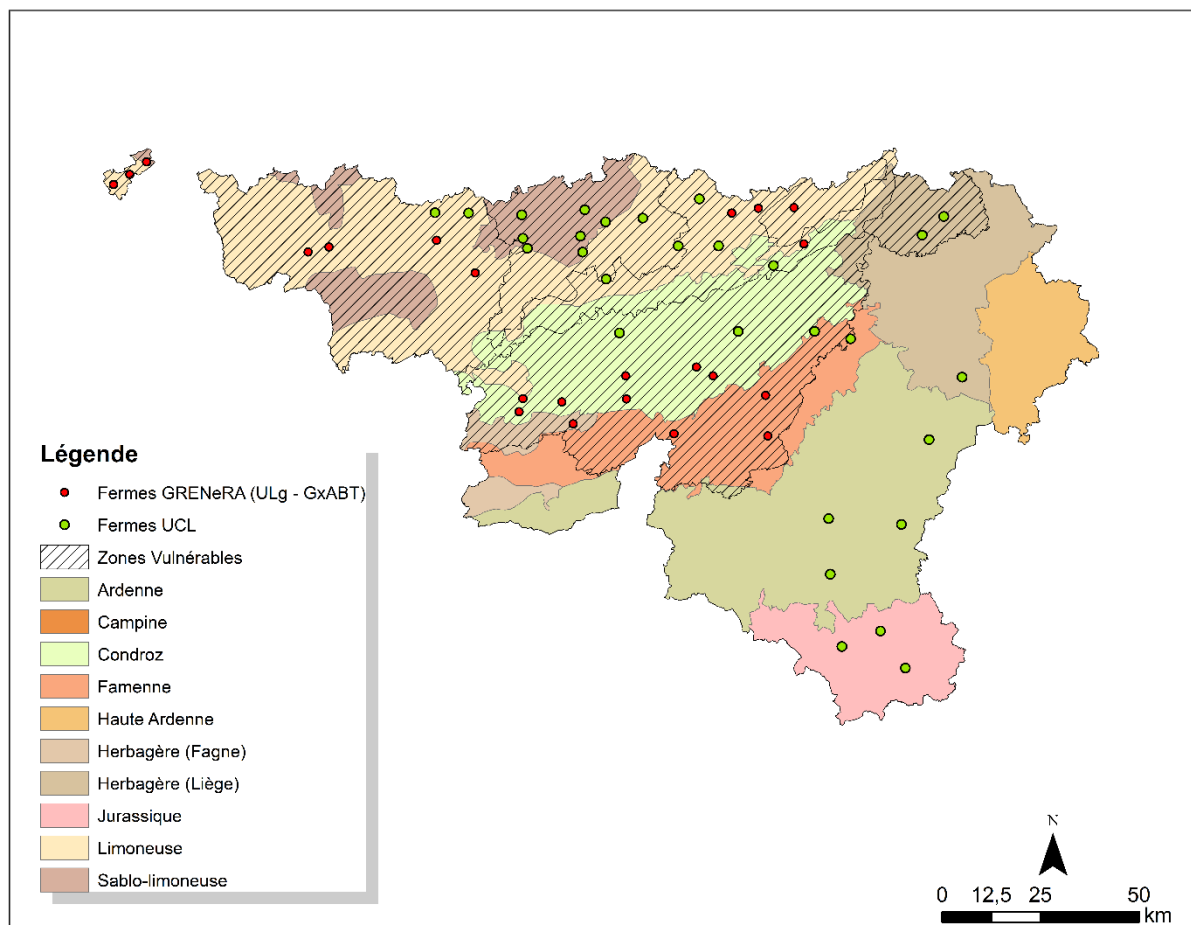 Légende
Fermes GRENeRA (ULg - GxABT)
Fermes UCL
Zones Vulnérables
Ardenne
Campine
Condroz
Famenne
Haute Ardenne
Herbagère (Fagne)
Herbagère (Liège)
Jurassique
Limoneuse
Sablo-limoneuse
N
0 12,5 25 50
km